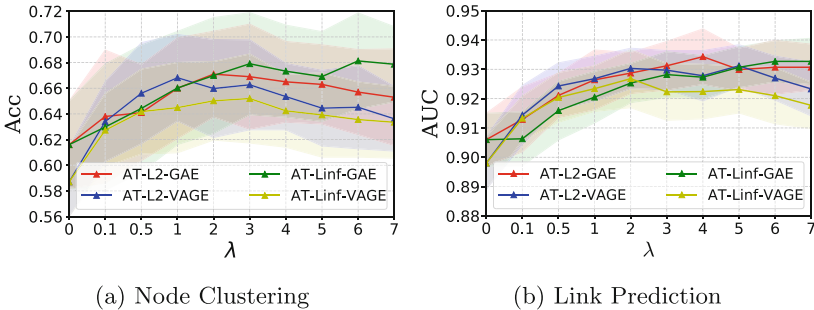 0.72
0.70
0.68
0.66
0.64
0.62
0.60
0.58
0.56
Acc
AT-L2-GAE
AT-L2-VAGE
AT-Linf-GAE
AT-Linf-VAGE
0 0.1 0.5 1 2 3 4 5 6 7
λ
(a) Node Clustering
0.95
0.94
0.93
0.92
0.91
0.90
0.89
0.88
AUC
AT-L2-GAE
AT-L2-VAGE
AT-Linf-GAE
AT-Linf-VAGE
0 0.1 0.5 1 2 3 4 5 6 7
λ
(b) Link Prediction